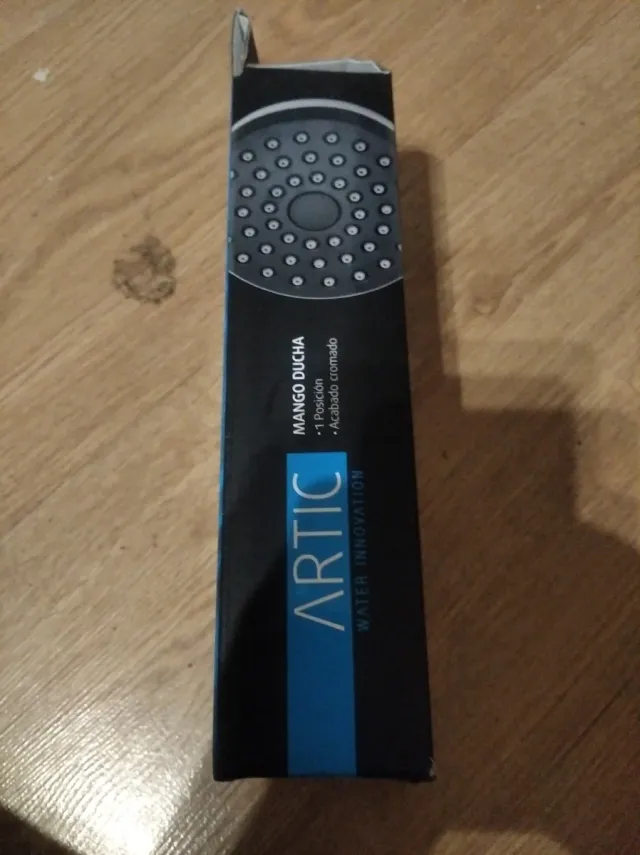 MANGO DUCHA
• 1 Posición
• Acabado cromado
ARTIC
WATER INNOVATION